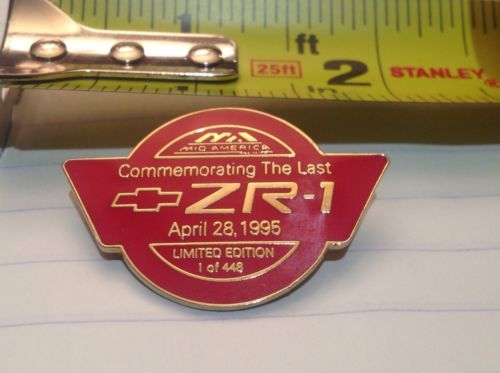 ft
25ft 2 STANLEY
MID AMERICA
Commemorating The Last
ZR-1
April 28, 1995
LIMITED EDITION
1 of 448